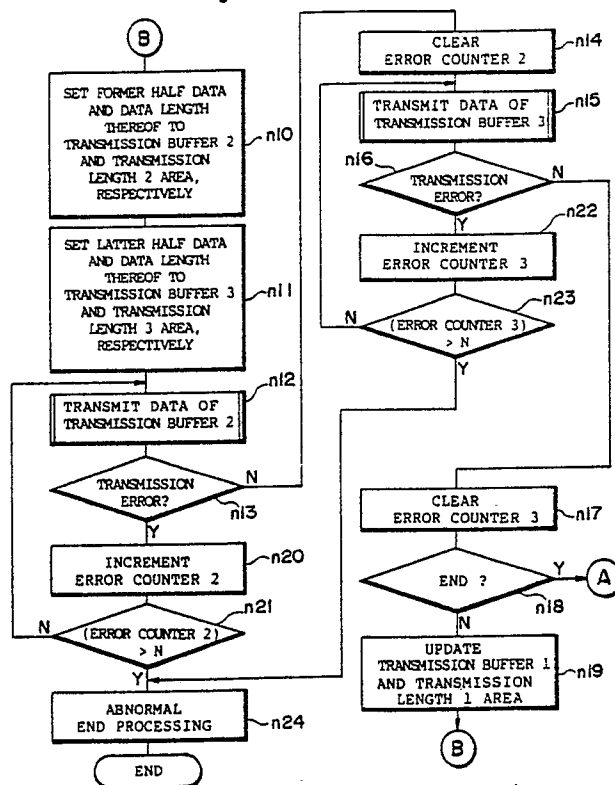 B
SET FORMER HALF DATA
AND DATA LENGTH
THEREOF TO
TRANSMISSION BUFFER 2
AND TRANSMISSION
LENGTH 2 AREA,
RESPECTIVELY
n10
SET LATTER HALF DATA
AND DATA LENGTH
THEREOF TO
TRANSMISSION BUFFER 3
AND TRANSMISSION
LENGTH 3 AREA,
RESPECTIVELY
n11
n12
TRANSMIT DATA OF
TRANSMISSION BUFFER 2
TRANSMISSION
ERROR?
N
n13
Y
INCREMENT
ERROR COUNTER 2
n20
n21
N
(ERROR COUNTER 2)
> N
Y
ABNORMAL
END PROCESSING
n24
END
CLEAR
ERROR COUNTER 2
n14
n15
TRANSMIT DATA OF
TRANSMISSION BUFFER 3
n16
TRANSMISSION
ERROR?
N
Y
n22
INCREMENT
ERROR COUNTER 3
n23
N
(ERROR COUNTER 3)
> N
Y
CLEAR
ERROR COUNTER 3
n17
END ?
Y
A
n18
N
UPDATE
TRANSMISSION BUFFER 1
AND TRANSMISSION
LENGTH 1 AREA
n19
B